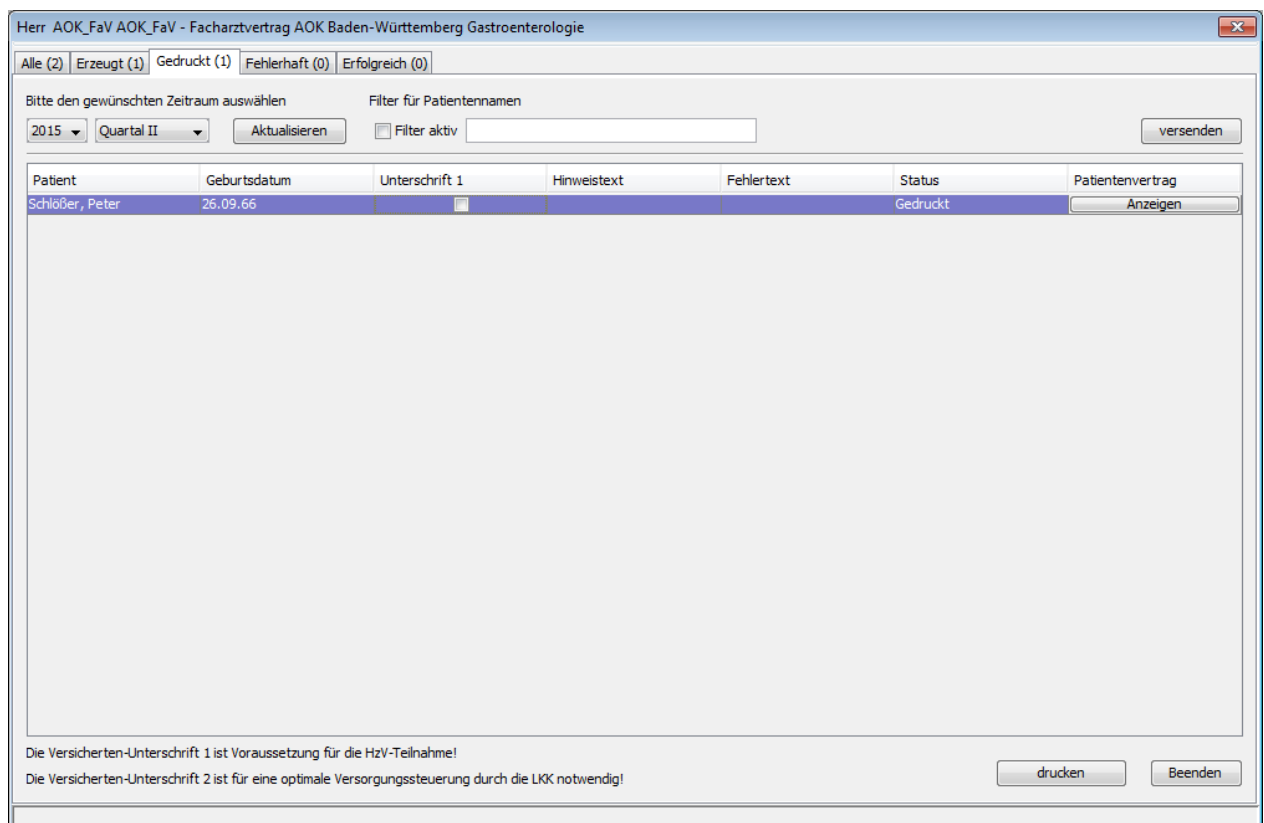 Herr AOK_FaV AOK_FaV - Facharztvertrag AOK Baden-Württemberg Gastroenterologie
Alle (2) Erzeugt (1) Gedruckt (1) Fehlerhaft (0) Erfolgreich (0)
Bitte den gewünschten Zeitraum auswählen Filter für Patientennamen
2015 Quartal II Aktualisieren Filter aktiv versenden
Patient Geburtsdatum Unterschrift 1 Hinweistext Fehlertext Status Patientenvertrag
Schlößer, Peter 26.09.66 Gedruckt Anzeigen
Die Versicherten-Unterschrift 1 ist Voraussetzung für die HzV-Teilnahme!
Die Versicherten-Unterschrift 2 ist für eine optimale Versorgungssteuerung durch die LKK notwendig!
drucken Beenden